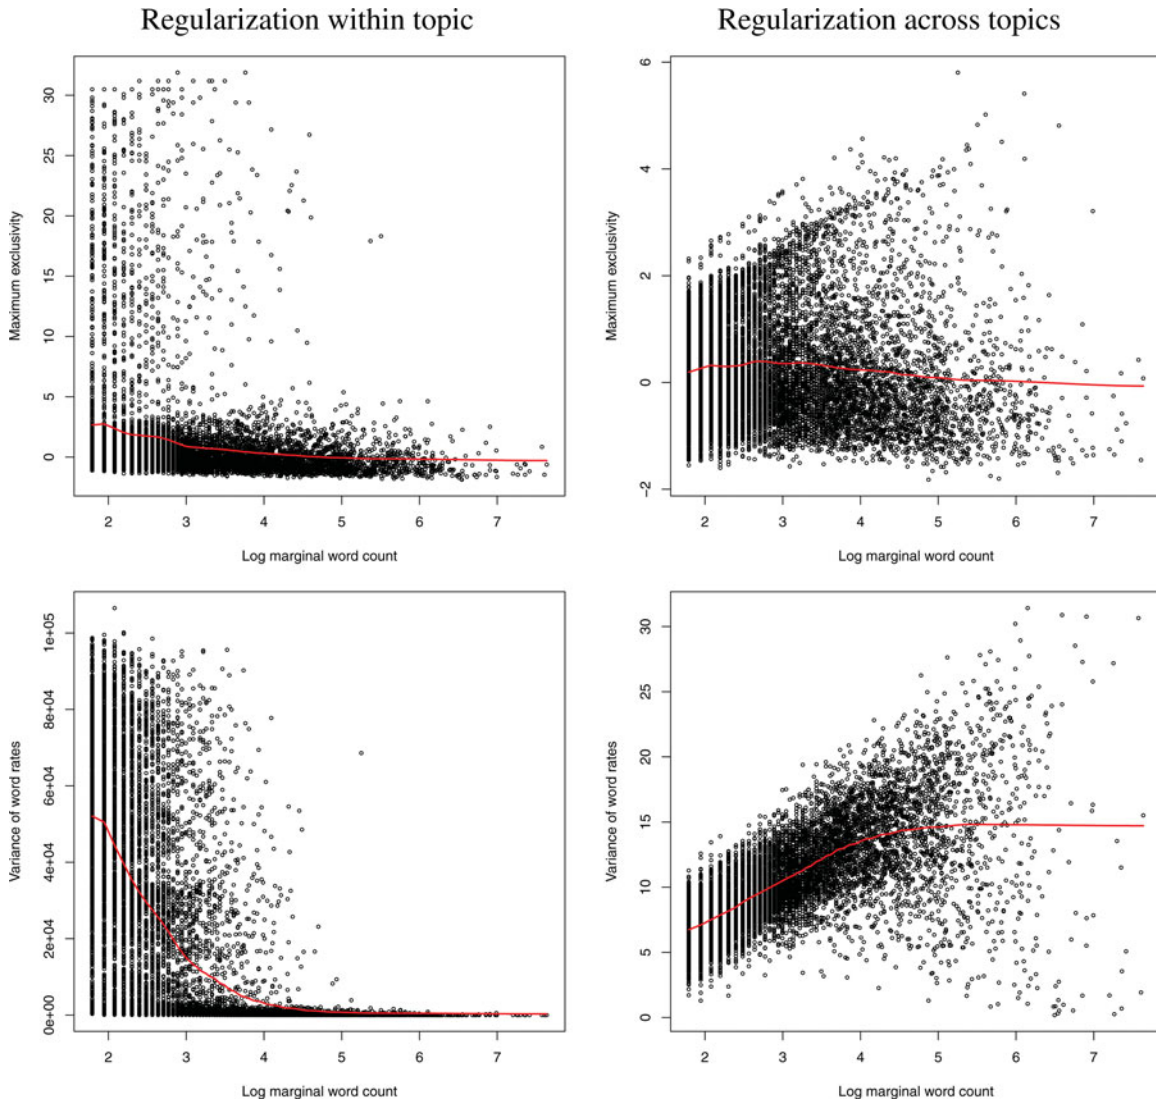 Regularization within topic
Regularization across topics
Maximum exclusivity
30
25
20
15
10
5
0
2 3 4 5 6 7
Log marginal word count
Maximum exclusivity
6
4
2
0
−2
2 3 4 5 6 7
Log marginal word count
Variance of word rates
1e+05
8e+04
6e+04
4e+04
2e+04
0e+00
2 3 4 5 6 7
Log marginal word count
Variance of word rates
30
25
20
15
10
5
0
2 3 4 5 6 7
Log marginal word count